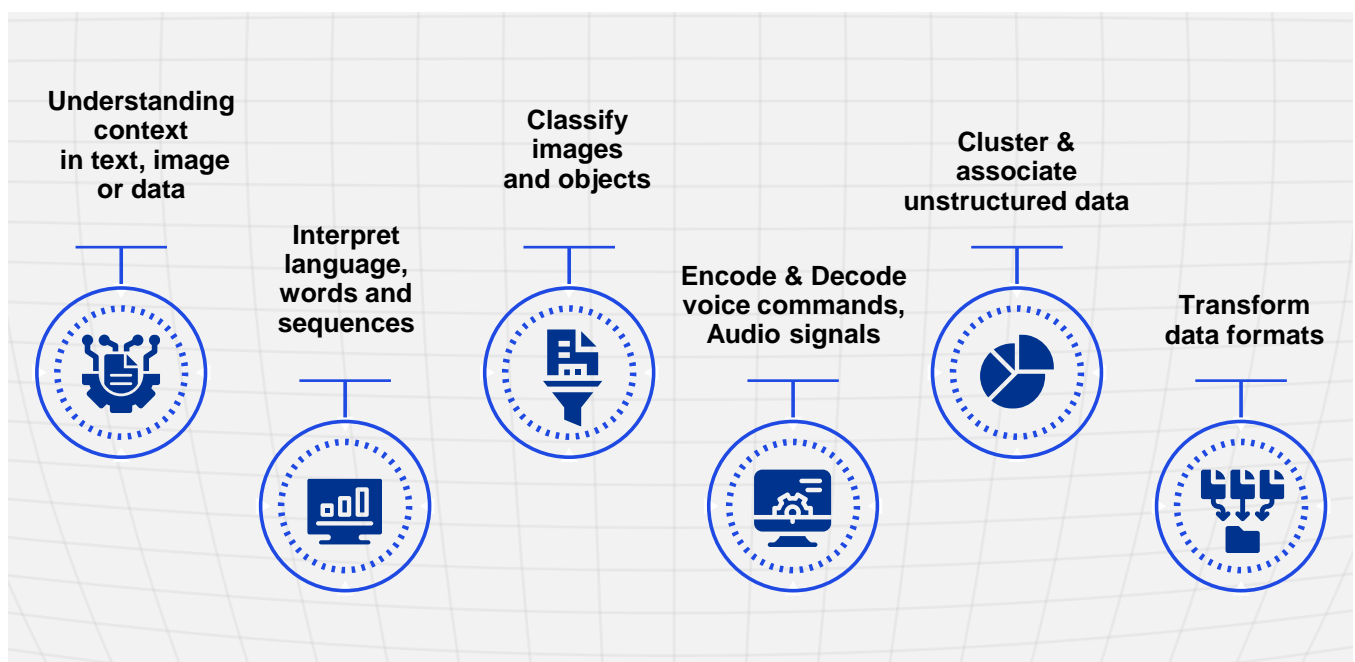 Understanding
context
in text, image
or data
Interpret
language,
words and
sequences
Classify
images
and objects
Encode & Decode
voice commands,
Audio signals
Cluster &
associate
unstructured data
Transform
data formats